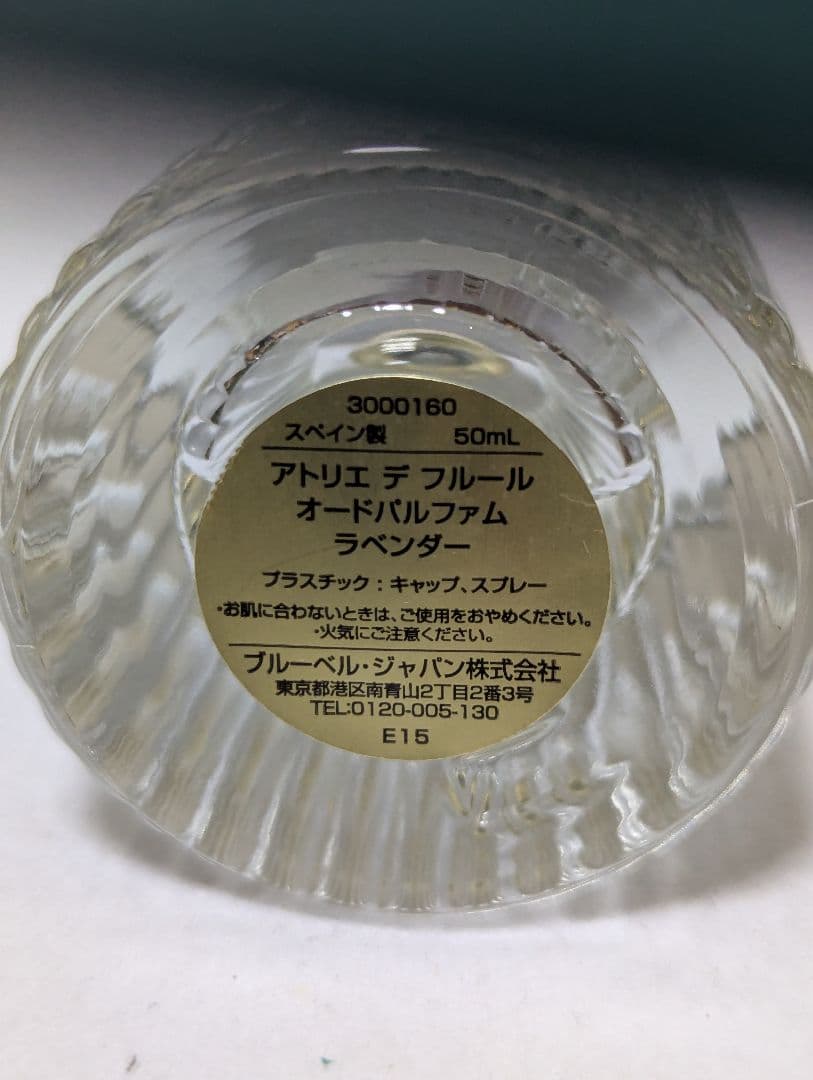 3000160
スペイン製 50mL
アトリエ デ フルール
オードパルファム
ラベンダー
プラスチック：キャップ、スプレー
・お肌に合わないときは、ご使用をおやめください。
・火気にご注意ください。
ブルーベル・ジャパン株式会社
東京都港区南青山2丁目2番3号
TEL:0120-005-130
E15